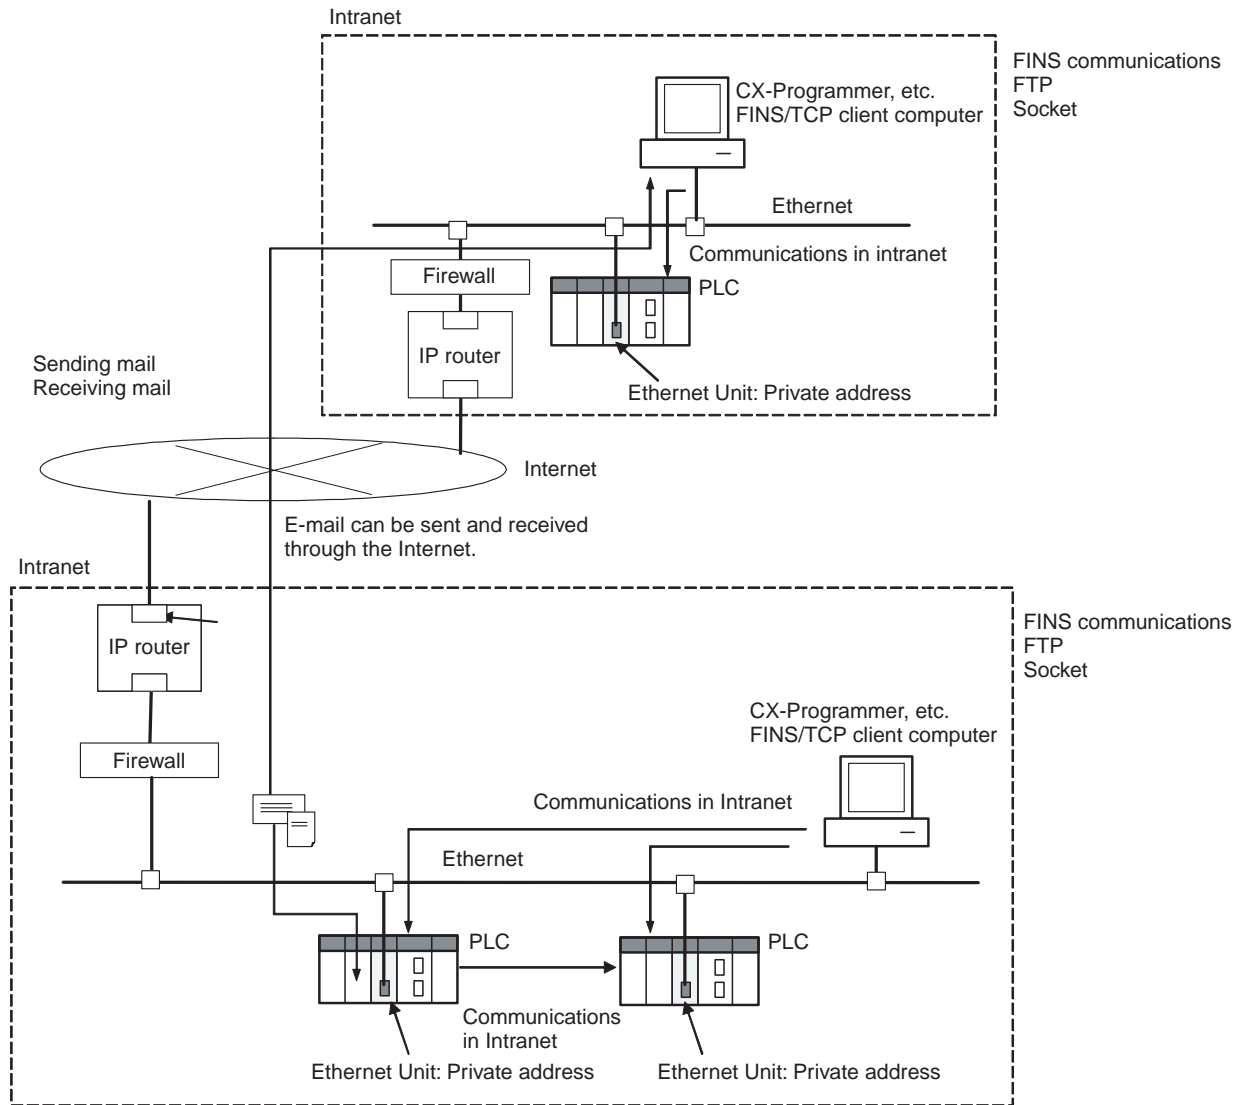 Intranet
FINS communications
FTP
Socket
CX-Programmer, etc.
FINS/TCP client computer
Ethernet
Communications in intranet
Firewall
PLC
IP router
Ethernet Unit: Private address
Sending mail
Receiving mail
Internet
E-mail can be sent and received
through the Internet.
Intranet
FINS communications
FTP
Socket
IP router
CX-Programmer, etc.
FINS/TCP client computer
Firewall
Communications in Intranet
Ethernet
PLC
PLC
Communications
in Intranet
Ethernet Unit: Private address
Ethernet Unit: Private address